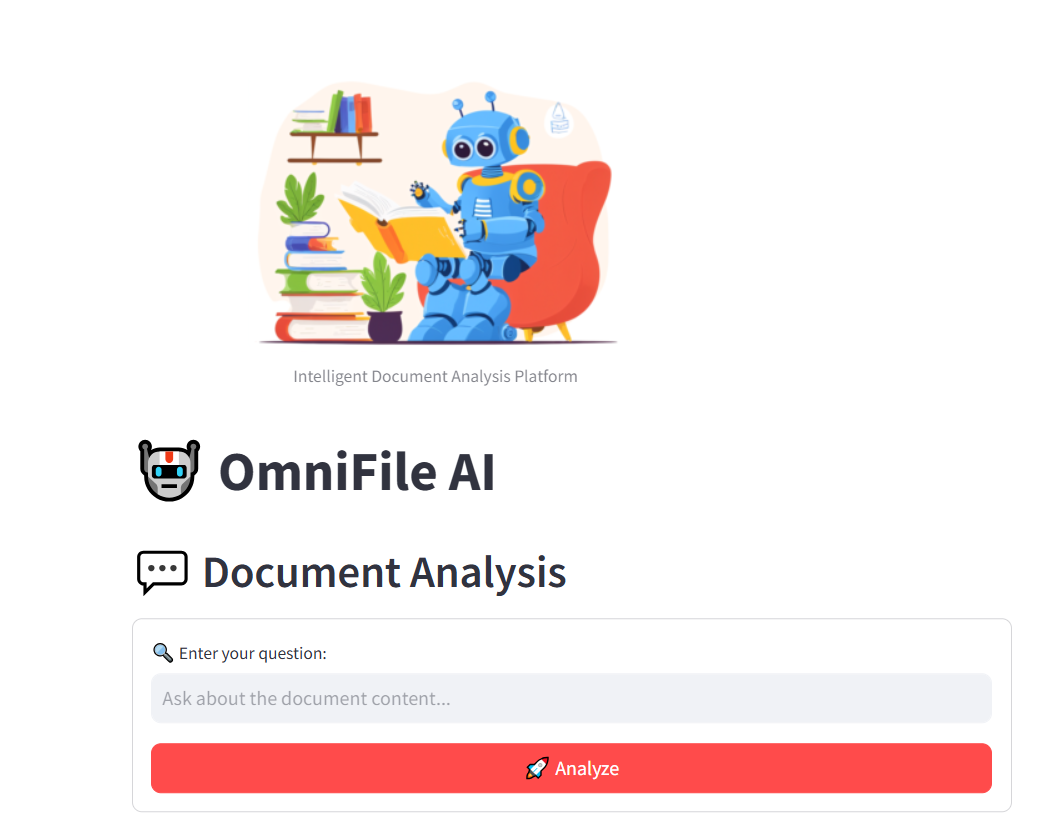 Intelligent Document Analysis Platform
OmniFile AI
Document Analysis
Enter your question:
Ask about the document content...
Analyze